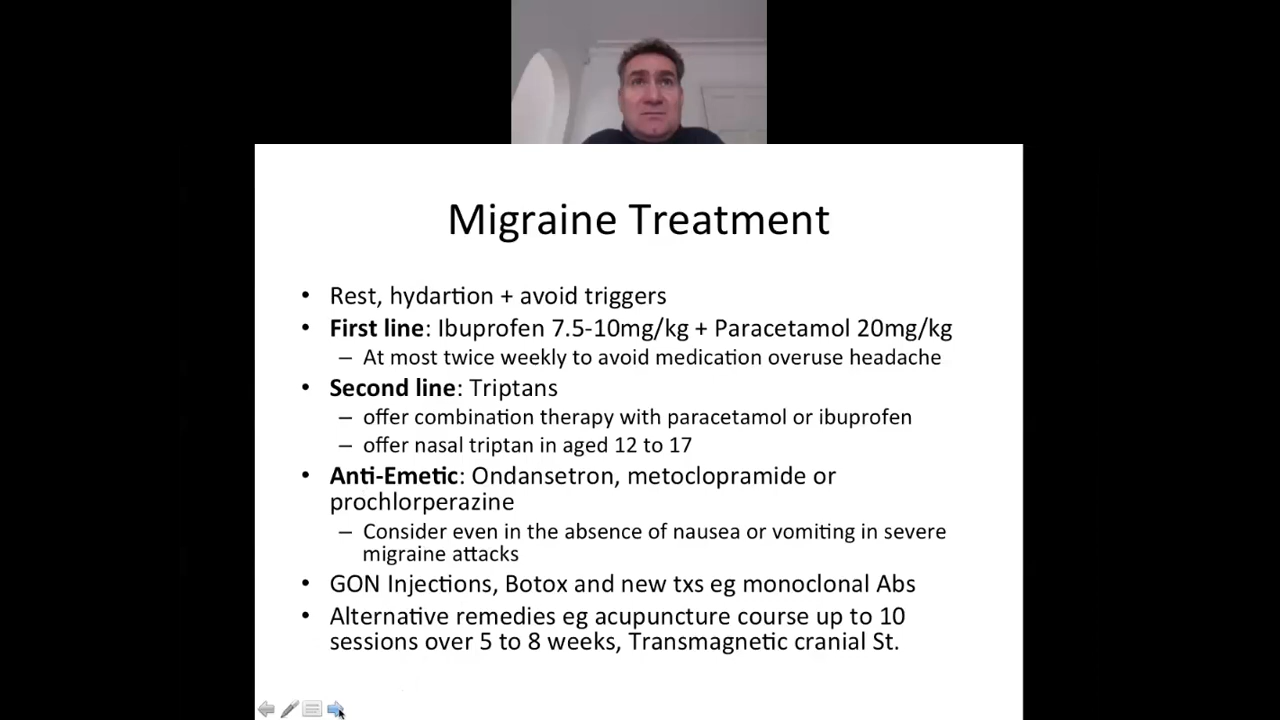 Migraine Treatment
• Rest, hydartion + avoid triggers
• First line: Ibuprofen 7.5-10mg/kg + Paracetamol 20mg/kg
– At most twice weekly to avoid medication overuse headache
• Second line: Triptans
– offer combination therapy with paracetamol or ibuprofen
– offer nasal triptan in aged 12 to 17
• Anti-Emetic: Ondansetron, metoclopramide or
prochlorperazine
– Consider even in the absence of nausea or vomiting in severe
migraine attacks
• GON Injections, Botox and new txs eg monoclonal Abs
• Alternative remedies eg acupuncture course up to 10
sessions over 5 to 8 weeks, Transmagnetic cranial St.